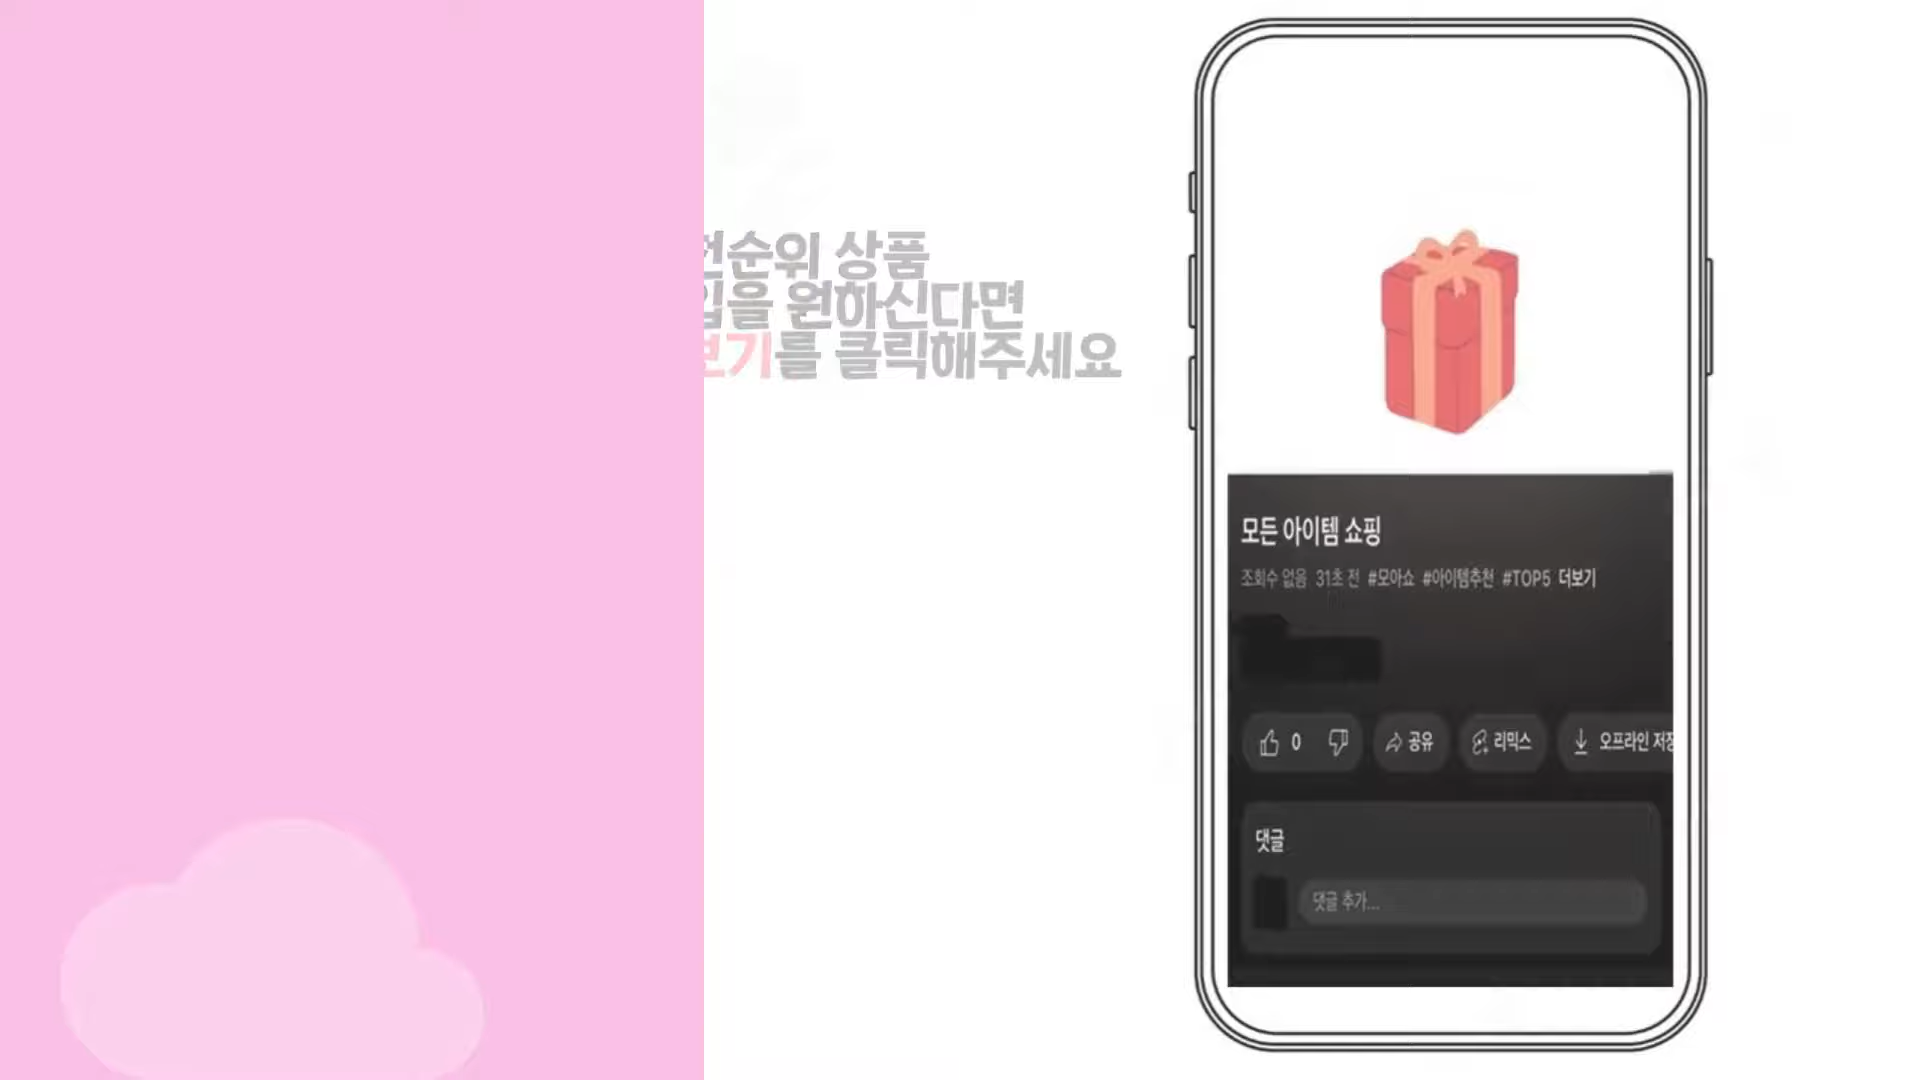 전순위 상품
입을 원하신다면
보기를 클릭해주세요
모든 아이템 쇼핑
조회수 없음 31초 전 #모아쇼 #아이템추천 #TOP5 더보기
0 공유 리믹스 오프라인 저장
댓글
댓글 추가...